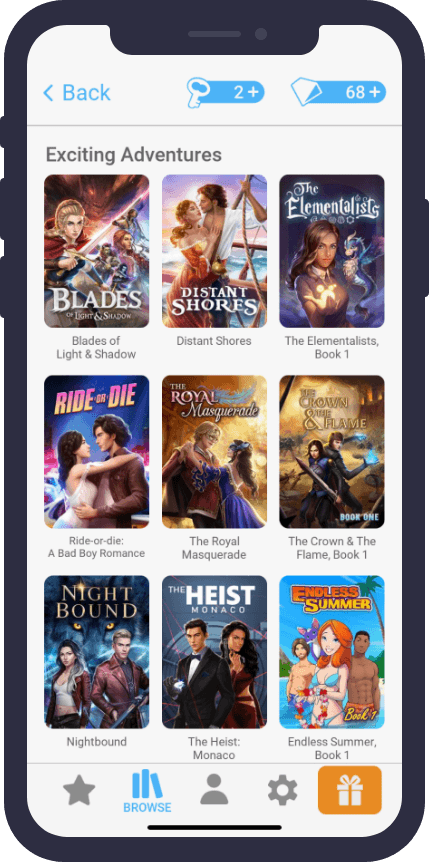 Back
2 +
68 +
Exciting Adventures
BLADES
OF LIGHT & SHADOW
DISTANT
SHORES
The
Elementalists
Blades of
Light & Shadow
Distant Shores
The Elementalists,
Book 1
RIDE-OR-DIE
THE
ROYAL
Masquerade
THE
CROWN
& THE
FLAME
BOOK ONE
Ride-or-die:
A Bad Boy Romance
The Royal
Masquerade
The Crown & The
Flame, Book 1
NIGHT
BOUND
THE HEIST
MONACO
ENDLESS
SUMMER
Book 1
Nightbound
The Heist:
Monaco
Endless Summer,
Book 1
BROWSE